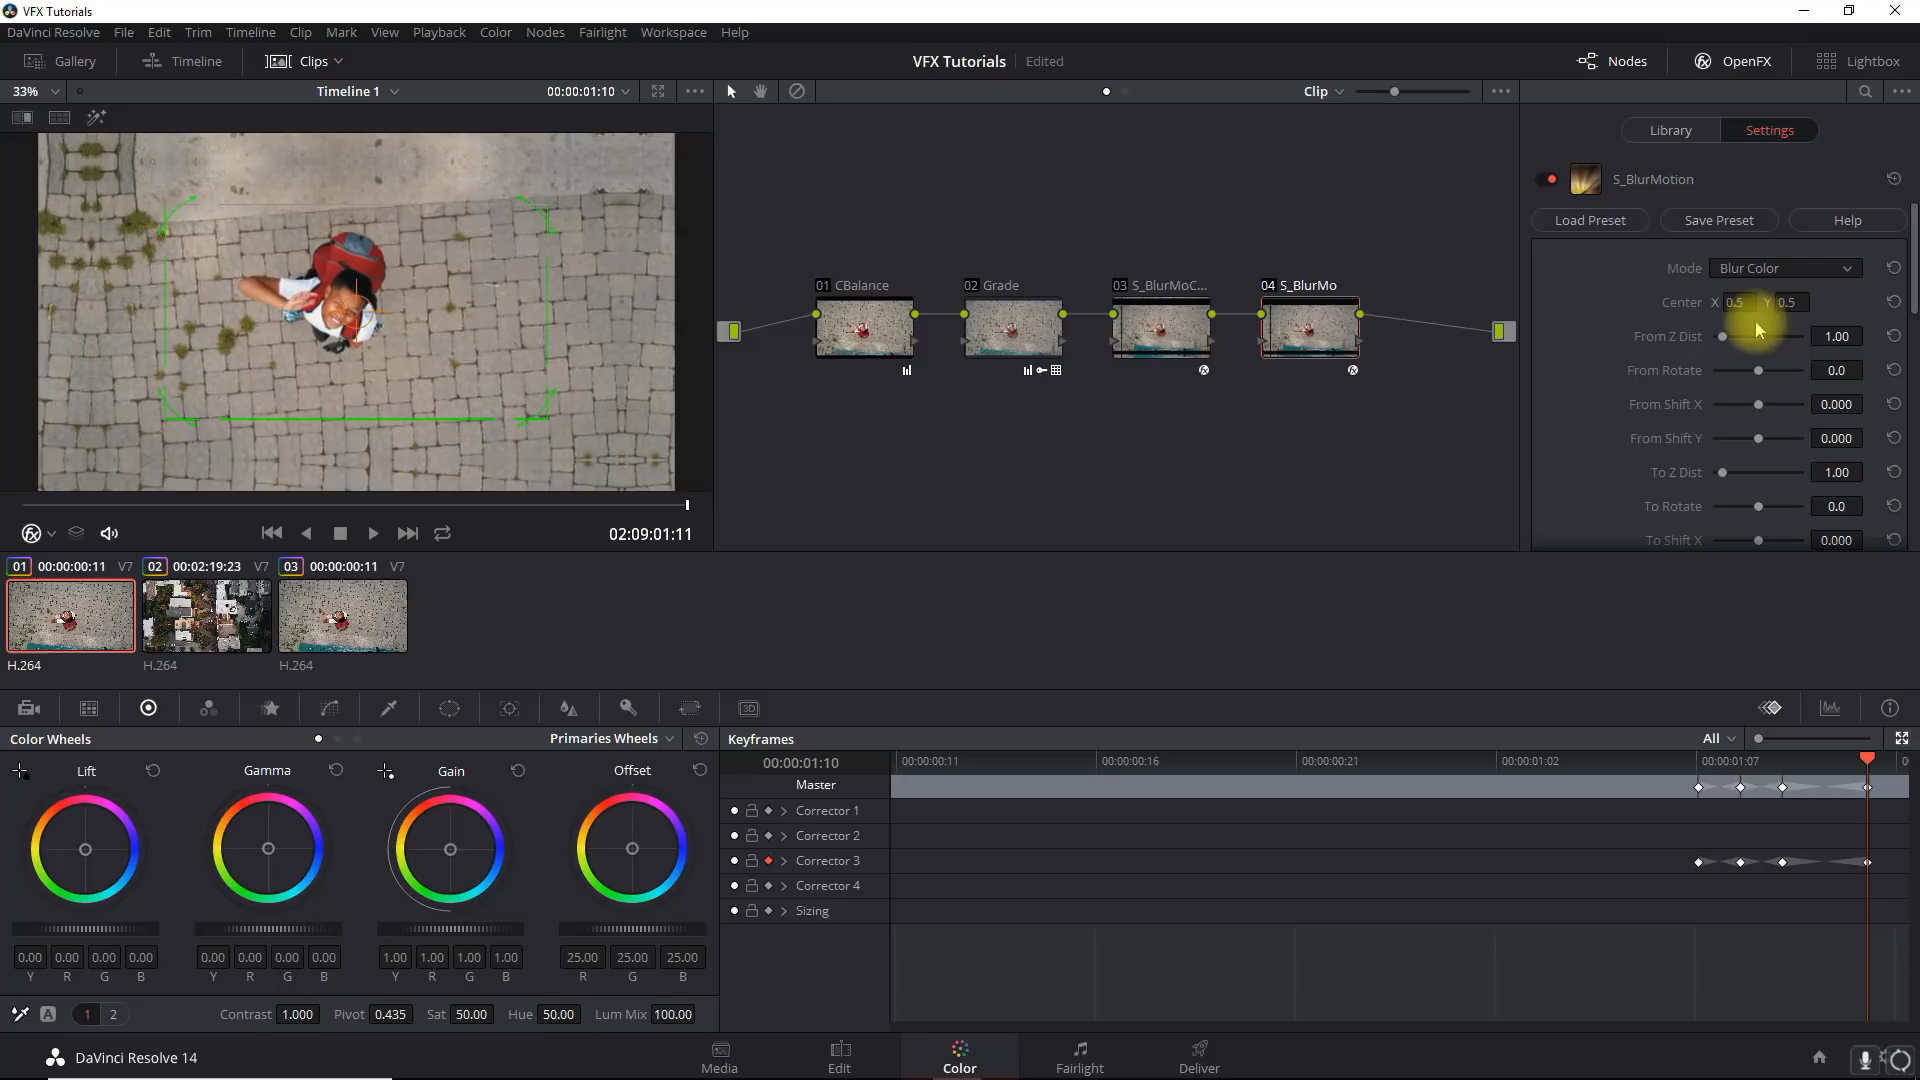 VFX Tutorials
DaVinci Resolve File Edit Trim Timeline Clip Mark View Playback Color Nodes Fairlight Workspace Help
Gallery Timeline Clips VFX Tutorials Edited Nodes OpenFX Lightbox
33% Timeline 1 00:00:01:10 Clip
Library Settings
S_BlurMotion
Load Preset Save Preset Help
Mode Blur Color
Center X 0.5 Y 0.5
From Z Dist 1.00
From Rotate 0.0
From Shift X 0.000
From Shift Y 0.000
To Z Dist 1.00
To Rotate 0.0
To Shift X 0.000
01 CBalance 02 Grade 03 S_BlurMoC... 04 S_BlurMo
02:09:01:11
01 00:00:00:11 V7 02 00:02:19:23 V7 03 00:00:00:11 V7
H.264 H.264 H.264
3D
Color Wheels Primaries Wheels
Lift Gamma Gain Offset
0.00 0.00 0.00 0.00 0.00 0.00 0.00 0.00 1.00 1.00 1.00 1.00 25.00 25.00 25.00
Y R G B Y R G B Y R G B R G B
A 1 2 Contrast 1.000 Pivot 0.435 Sat 50.00 Hue 50.00 Lum Mix 100.00
Keyframes All
00:00:01:10 00:00:00:11 00:00:00:16 00:00:00:21 00:00:01:02 00:00:01:07
Master
Corrector 1
Corrector 2
Corrector 3
Corrector 4
Sizing
DaVinci Resolve 14 Media Edit Color Fairlight Deliver